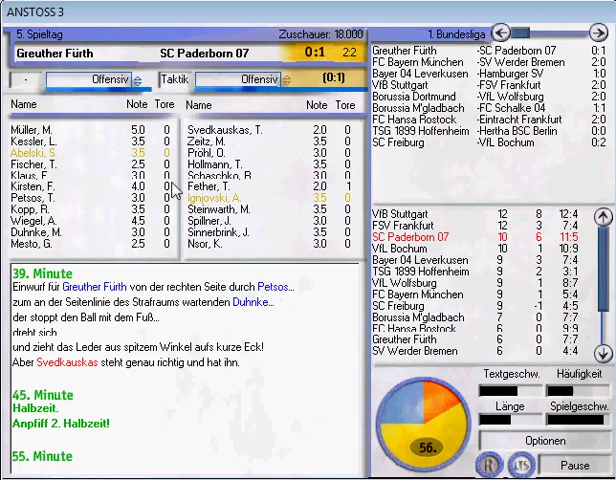 ANSTOSS 3
5. Spieltag Zuschauer: 18.000
Greuther Fürth SC Paderborn 07 0:1 2:2
- Offensiv Taktik Offensiv (0:1)
Name Note Tore Name Note Tore
Müller, M. 5.0 0 Svedkauskas, T. 2.0 0
Kessler, L. 3.5 0 Zeitz, M. 3.5 0
Abelski, S. 3.5 0 Pröhl, O. 3.0 0
Fischer, T. 2.5 0 Hollmann, T. 3.5 0
Klaus, F. 3.0 0 Schaschko, B. 3.0 0
Kirsten, F. 4.0 0 Fether, T. 2.0 1
Petsos, T. 3.0 0 Ignjovski, A. 3.5 0
Kopp, R. 3.5 0 Steinwarth, M. 3.5 0
Wiegel, A. 4.5 0 Spillner, J. 3.0 0
Duhnke, M. 3.0 0 Sinnerbrink, J. 3.5 0
Mesto, G. 2.5 0 Nsor, K. 3.0 0
39. Minute
Einwurf für Greuther Fürth von der rechten Seite durch Petsos...
zum an der Seitenlinie des Strafraums wartenden Duhnke...
der stoppt den Ball mit dem Fuß...
dreht sich
und zieht das Leder aus spitzem Winkel aufs kurze Eck!
Aber Svedkauskas steht genau richtig und hat ihn.
45. Minute
Halbzeit.
Anpfiff 2. Halbzeit!
55. Minute
1. Bundesliga
Greuther Fürth -SC Paderborn 07 0:1
FC Bayern München -SV Werder Bremen 2:0
Bayer 04 Leverkusen -Hamburger SV 1:0
VfB Stuttgart -FSV Frankfurt 2:0
Borussia Dortmund -VfL Wolfsburg 2:0
Borussia M'gladbach -FC Schalke 04 1:1
FC Hansa Rostock -Eintracht Frankfurt 2:0
TSG 1899 Hoffenheim -Hertha BSC Berlin 0:0
SC Freiburg -VfL Bochum 0:2
VfB Stuttgart 12 8 12:4
FSV Frankfurt 12 3 7:4
SC Paderborn 07 10 6 11:5
VfL Bochum 10 1 10:9
Bayer 04 Leverkusen 9 3 7:4
TSG 1899 Hoffenheim 9 2 3:1
VfL Wolfsburg 9 1 8:7
FC Bayern München 9 1 5:4
SC Freiburg 9 -1 4:5
Borussia M'gladbach 7 0 7:7
FC Hansa Rostock 6 0 9:9
Greuther Fürth 6 0 7:7
SV Werder Bremen 5 0 4:4
Textgeschw. Häufigkeit
Länge Spielgeschw.
56.
Optionen
R LTS Pause